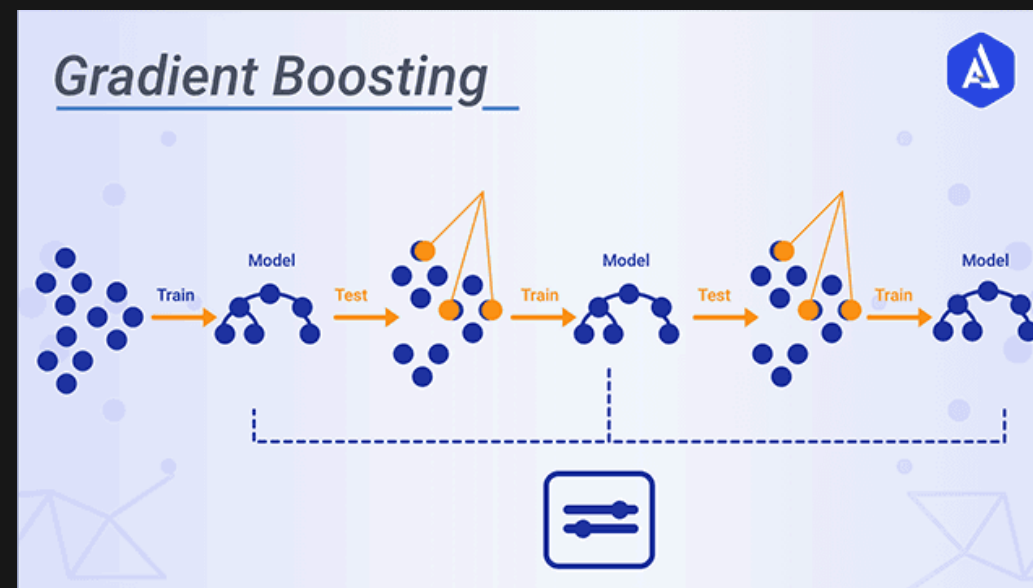 Gradient Boosting
Model
Train
Test
Train
Model
Test
Train
Model